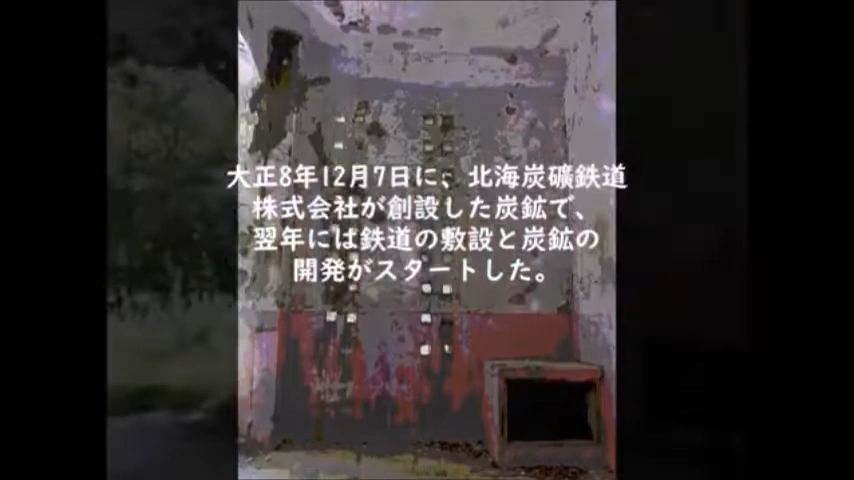 大正8年12月7日に、北海炭礦鉄道
株式会社が創設した炭鉱で、
翌年には鉄道の敷設と炭鉱の
開発がスタートした。